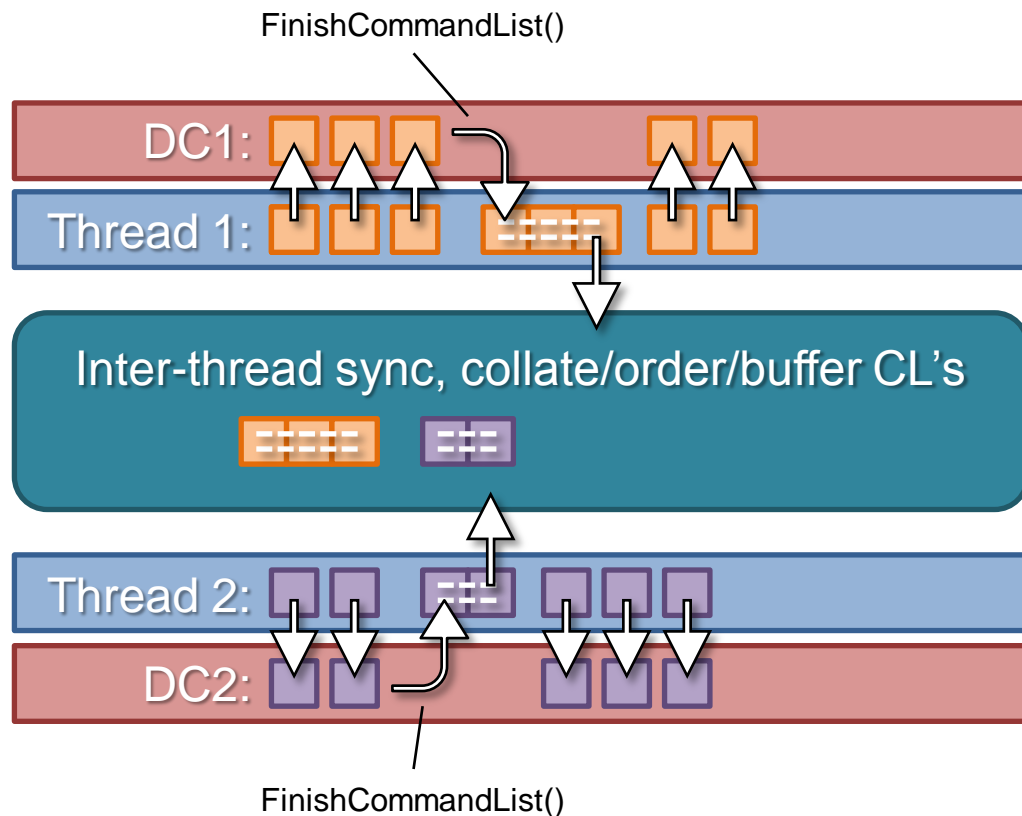 FinishCommandList()
DC1:
Thread 1:
Inter-thread sync, collate/order/buffer CL's
Thread 2:
DC2:
FinishCommandList()